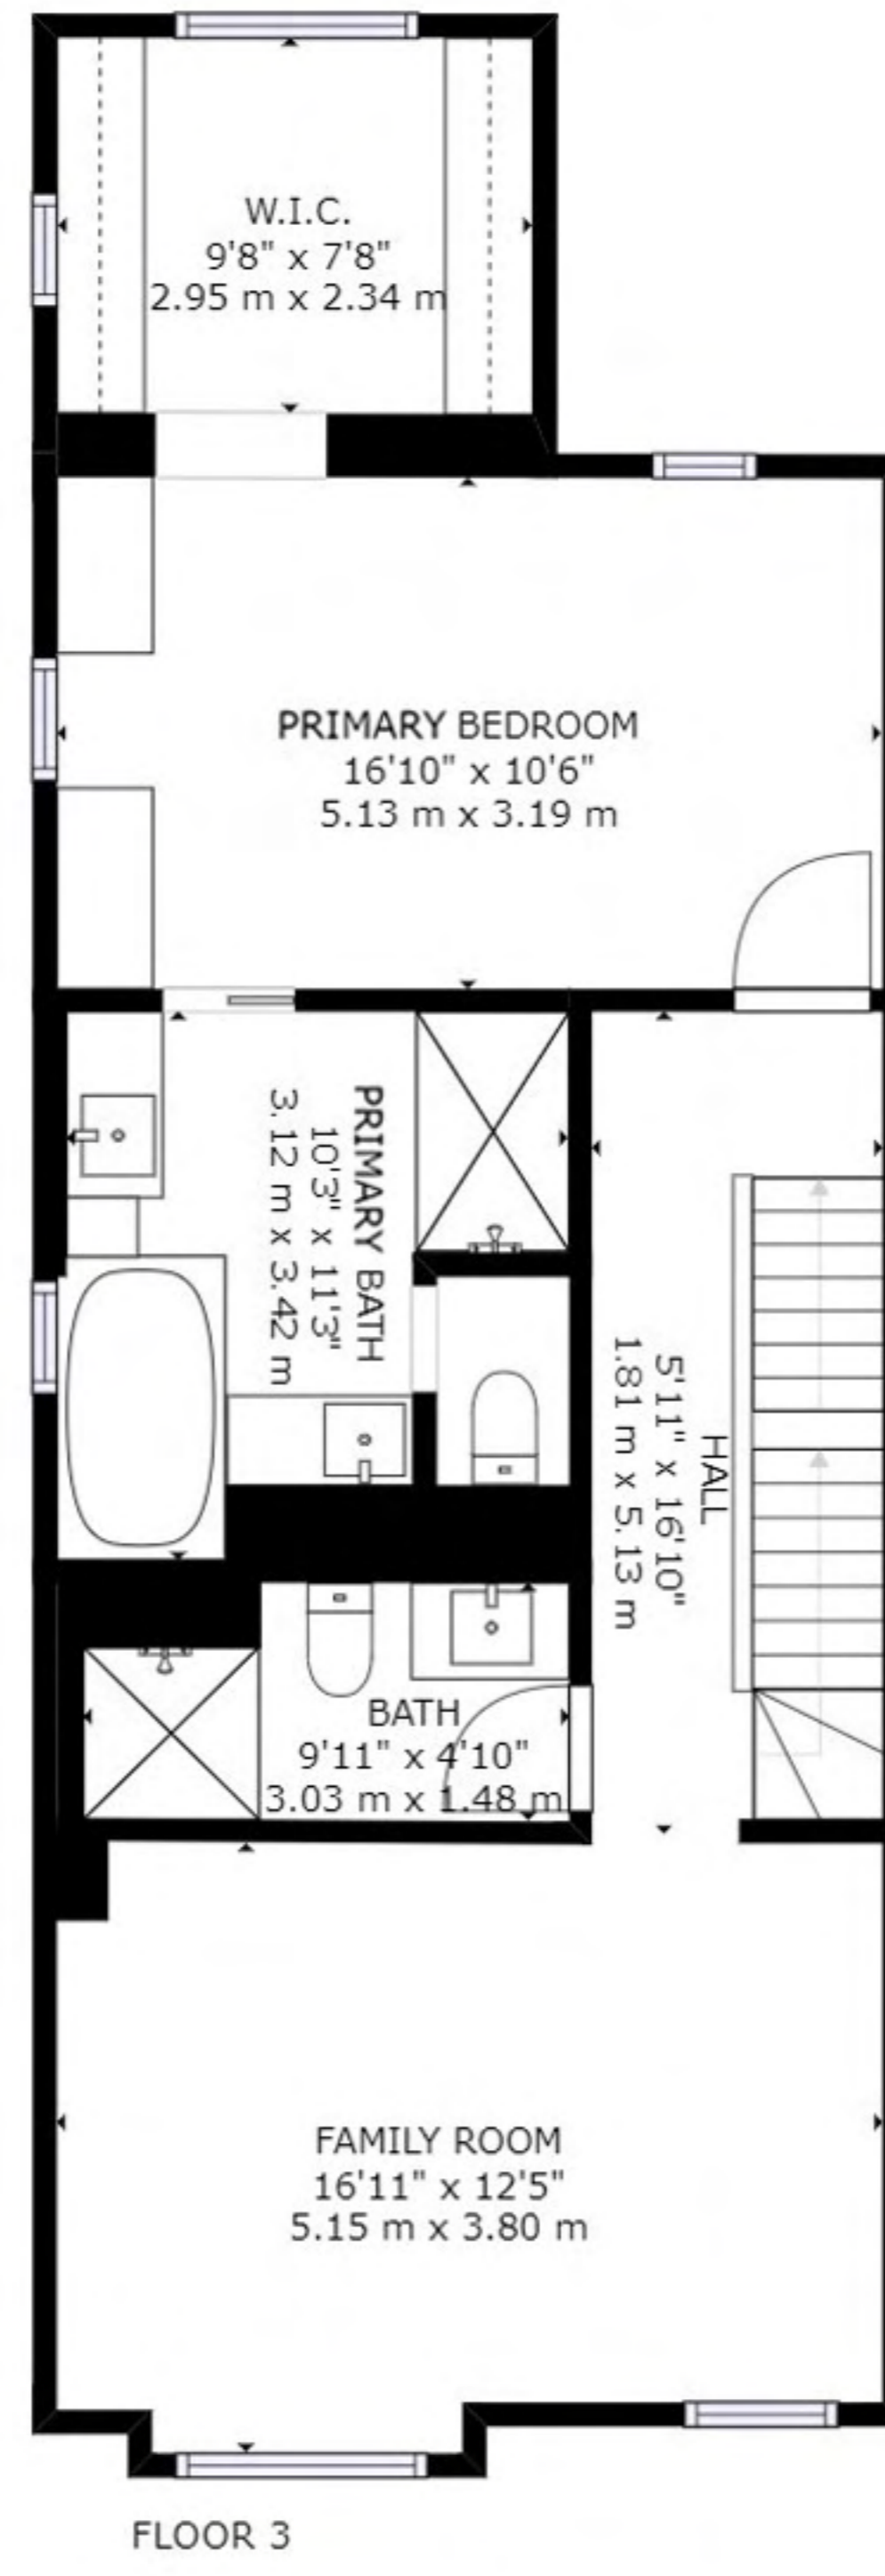 W.I.C.
9'8" x 7'8"
2.95 m x 2.34 m
PRIMARY BEDROOM
16'10" x 10'6"
5.13 m x 3.19 m
PRIMARY BATH
10'3" x 11'3"
3.12 m x 3.42 m
HALL
5'11" x 16'10"
1.81 m x 5.13 m
BATH
9'11" x 4'10"
3.03 m x 1.48 m
FAMILY ROOM
16'11" x 12'5"
5.15 m x 3.80 m
FLOOR 3